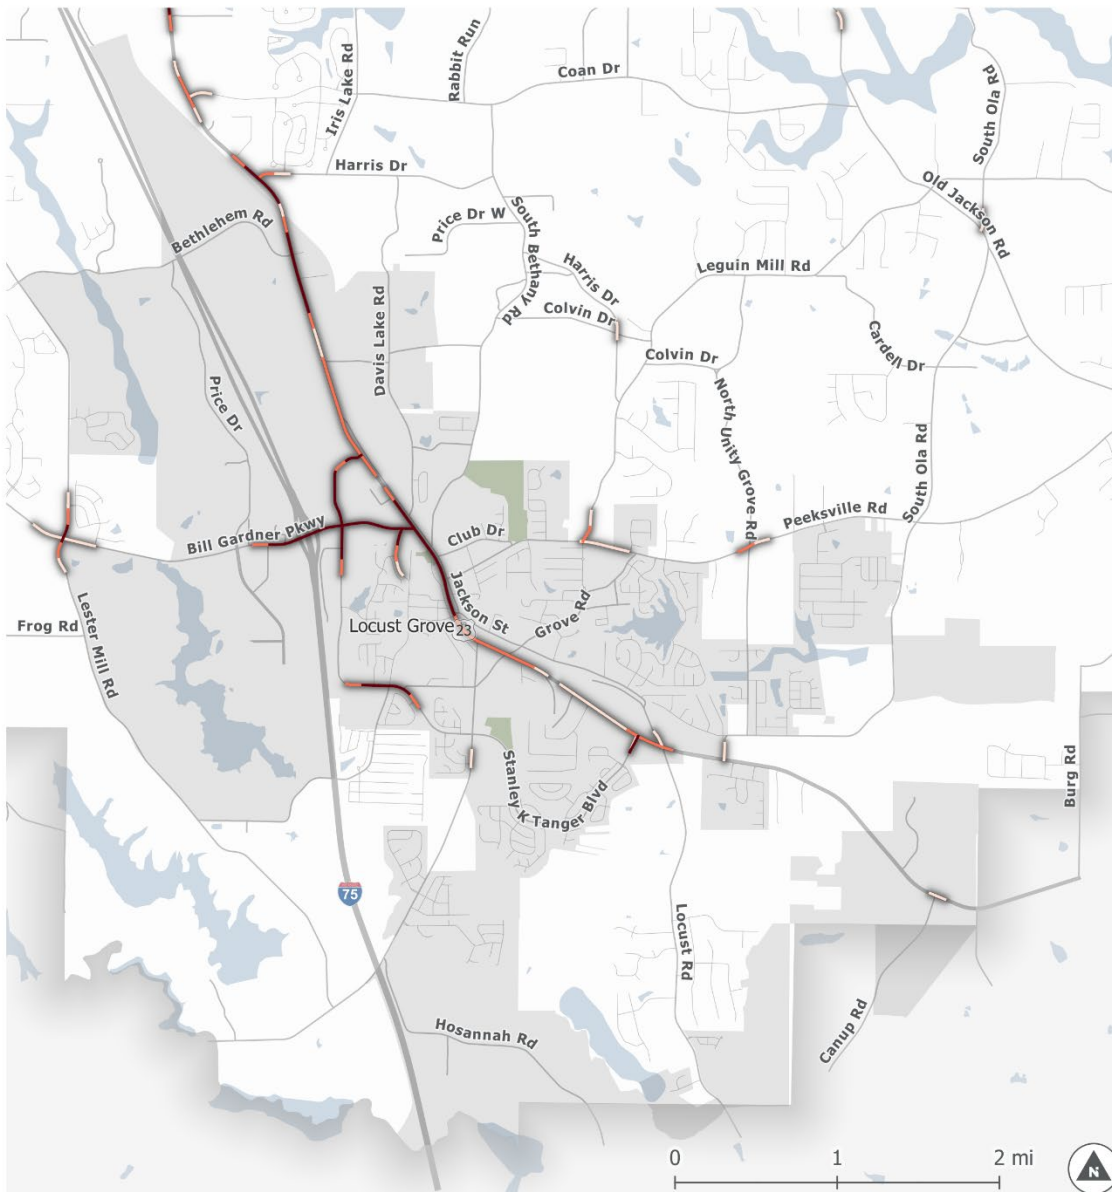 Rabbit Run
Iris Lake Rd
Coan Dr
South Ola Rd
Harris Dr
Old Jackson Rd
Bethlehem Rd
Price Dr W
South Bethany Rd
Harris Dr
Leguin Mill Rd
Colvin Dr
Davis Lake Rd
Colvin Dr
Cardell Dr
Price Dr
North Unity Grove Rd
South Ola Rd
Peeksville Rd
Bill Gardner Pkwy
Club Dr
Jackson St
Grove Rd
Locust Grove
23
Frog Rd
Lester Mill Rd
Stanley K Tanger Blvd
Burg Rd
75
Locust Rd
Canup Rd
Hosannah Rd
0 1 2 mi
N